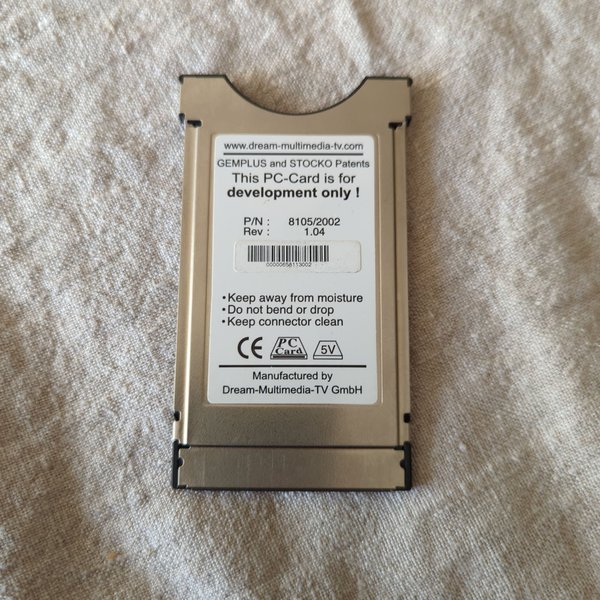 www.dream-multimedia-tv.com
GEMPLUS and STOCKO Patents
This PC-Card is for
development only !
P/N : 8105/2002
Rev : 1.04
00000658113002
•Keep away from moisture
•Do not bend or drop
•Keep connector clean
CE PC Card 5V
Manufactured by
Dream-Multimedia-TV GmbH